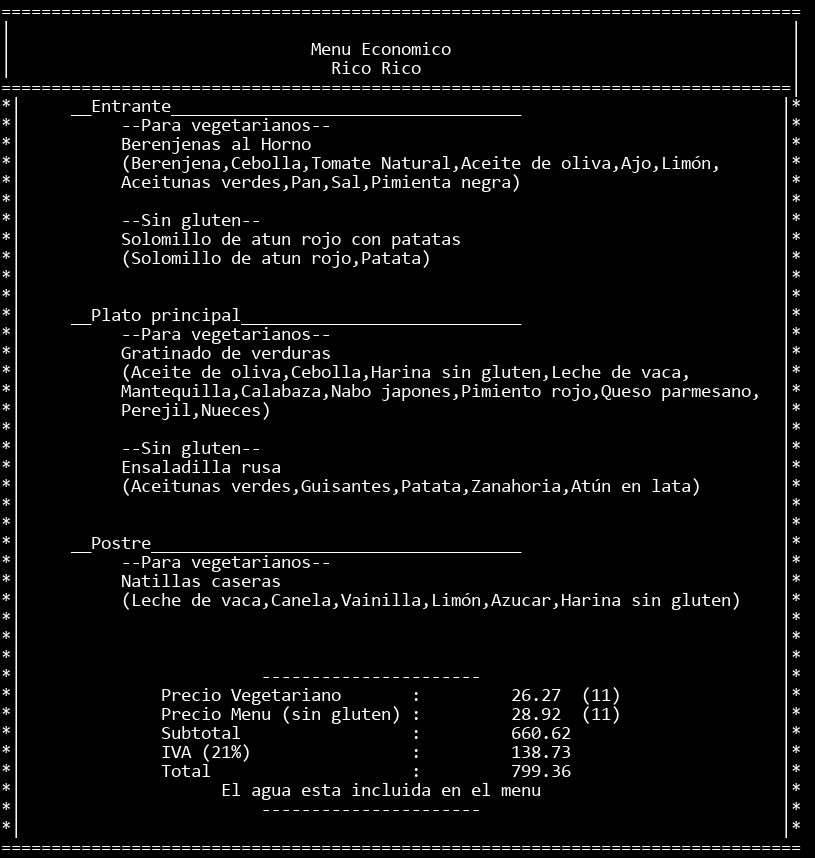 ================================================================================
Menu Economico
Rico Rico
===============================================================================
__Entrante___________________________________
--Para vegetarianos--
Berenjenas al Horno
(Berenjena,Cebolla,Tomate Natural,Aceite de oliva,Ajo,Limón,
Aceitunas verdes,Pan,Sal,Pimienta negra)
--Sin gluten--
Solomillo de atun rojo con patatas
(Solomillo de atun rojo,Patata)
__Plato principal____________________________
--Para vegetarianos--
Gratinado de verduras
(Aceite de oliva,Cebolla,Harina sin gluten,Leche de vaca,
Mantequilla,Calabaza,Nabo japones,Pimiento rojo,Queso parmesano,
Perejil,Nueces)
--Sin gluten--
Ensaladilla rusa
(Aceitunas verdes,Guisantes,Patata,Zanahoria,Atún en lata)
__Postre_____________________________________
--Para vegetarianos--
Natillas caseras
(Leche de vaca,Canela,Vainilla,Limón,Azucar,Harina sin gluten)
----------------------
Precio Vegetariano : 26.27 (11)
Precio Menu (sin gluten) : 28.92 (11)
Subtotal : 660.62
IVA (21%) : 138.73
Total : 799.36
El agua esta incluida en el menu
----------------------
================================================================================